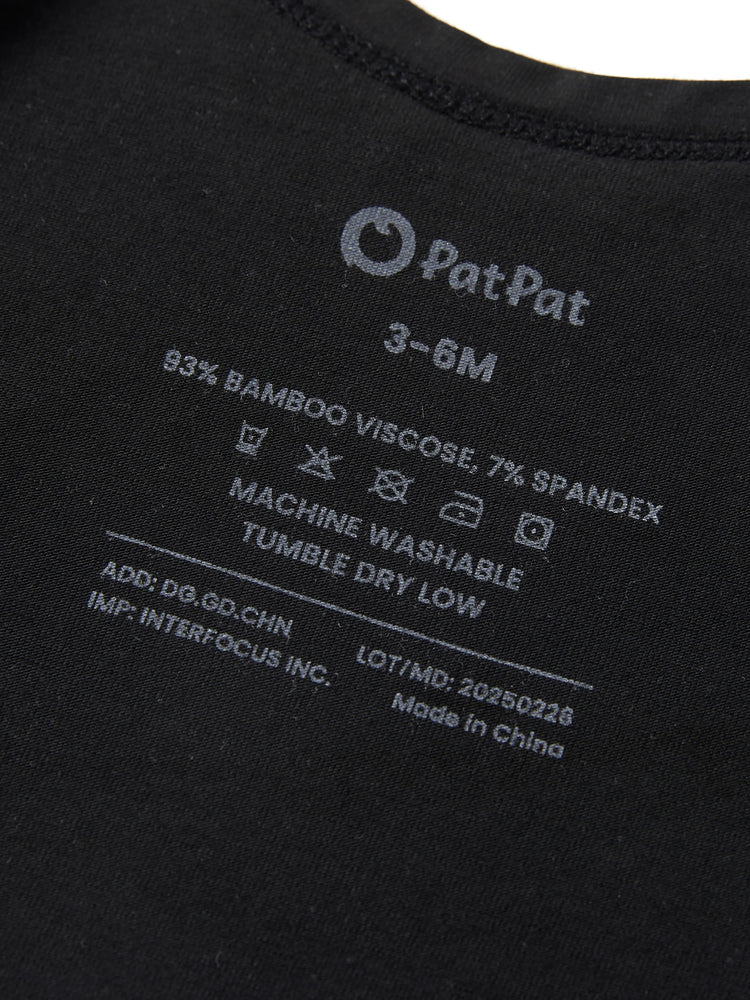 PatPat
3-6M
93% BAMBOO VISCOSE, 7% SPANDEX
MACHINE WASHABLE
TUMBLE DRY LOW
ADD: DG.GD.CHN
IMP: INTERFOCUS INC.
LOT/MD: 20250226
Made in China